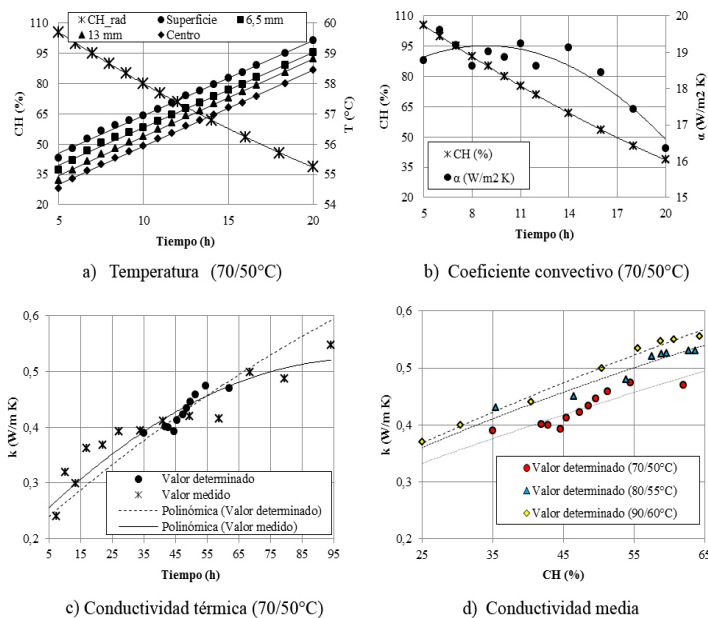 CH_rad Superficie 6,5 mm
13 mm Centro
110
95
80
65
50
35
20
CH (%)
60
59
58
57
56
55
54
T (°C)
5 10 15 20
Tiempo (h)
a) Temperatura (70/50°C)
110
95
80
65
50
35
20
CH (%)
20
19
18
17
16
15
α (W/m2 K)
CH (%)
α (W/m2 K)
5 8 11 14 17 20
Tiempo (h)
b) Coeficiente convectivo (70/50°C)
0,6
0,5
0,4
0,3
0,2
k (W/m K)
Valor determinado
Valor medido
Polinómica (Valor determinado)
Polinómica (Valor medido)
5 15 25 35 45 55 65 75 85 95
Tiempo (h)
c) Conductividad térmica (70/50°C)
0,6
0,5
0,4
0,3
0,2
k (W/m K)
Valor determinado (70/50°C)
Valor determinado (80/55°C)
Valor determinado (90/60°C)
25 35 45 55 65
CH (%)
d) Conductividad media